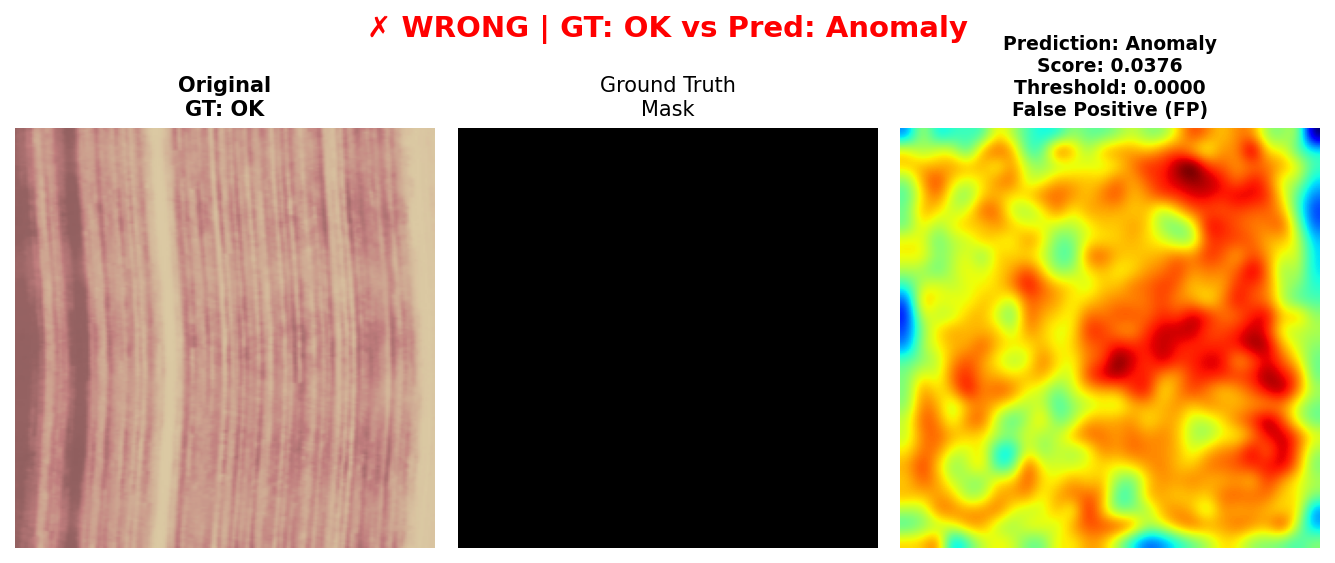 ✗ WRONG | GT: OK vs Pred: Anomaly
Original
GT: OK
Ground Truth
Mask
Prediction: Anomaly
Score: 0.0376
Threshold: 0.0000
False Positive (FP)